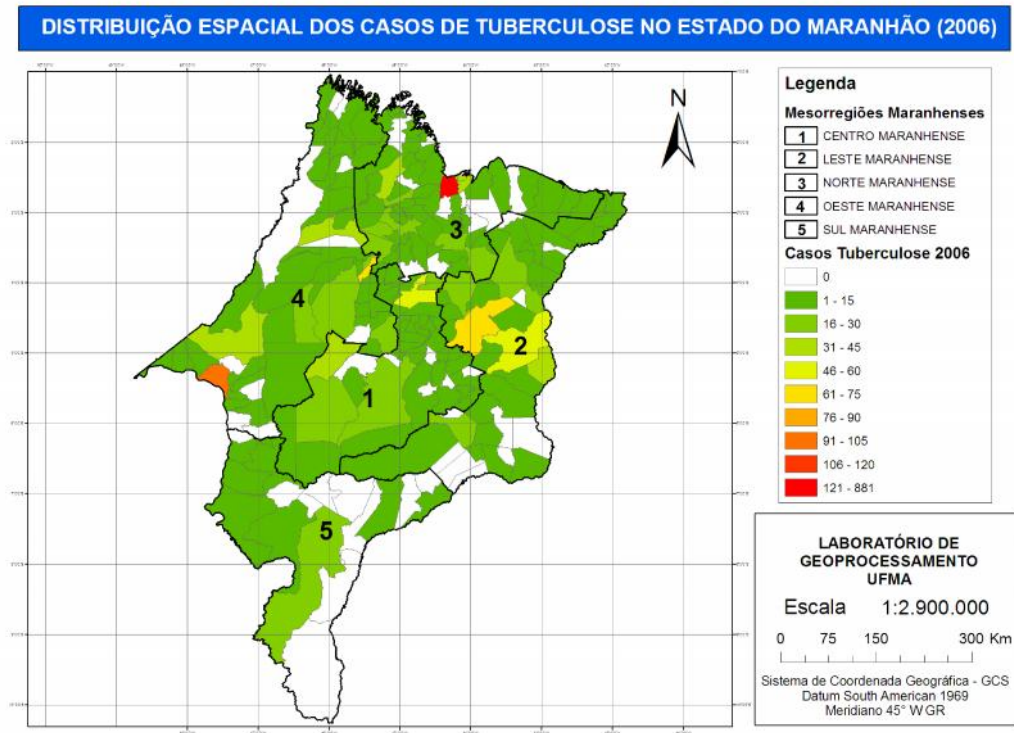 DISTRIBUIÇÃO ESPACIAL DOS CASOS DE TUBERCULOSE NO ESTADO DO MARANHÃO (2006)
N
1
2
3
4
5
Legenda
Mesorregiões Maranhenses
1 CENTRO MARANHENSE
2 LESTE MARANHENSE
3 NORTE MARANHENSE
4 OESTE MARANHENSE
5 SUL MARANHENSE
Casos Tuberculose 2006
0
1 - 15
16 - 30
31 - 45
46 - 60
61 - 75
76 - 90
91 - 105
106 - 120
121 - 881
LABORATÓRIO DE
GEOPROCESSAMENTO
UFMA
Escala 1:2.900.000
0 75 150 300 Km
Sistema de Coordenada Geográfica - GCS
Datum South American 1969
Meridiano 45° W GR